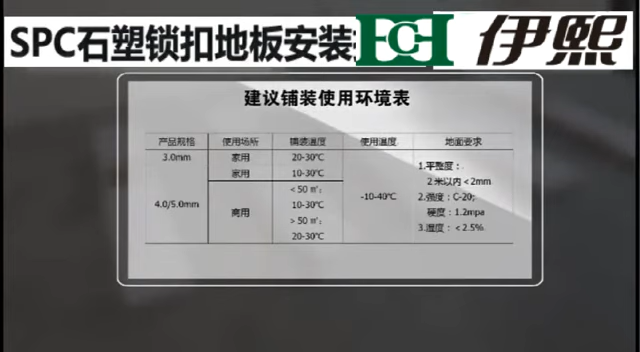 SPC石塑锁扣地板安装
ECH 伊熙
建议铺装使用环境表
产品规格 使用场所 铺装温度 使用温度 地面要求
3.0mm 家用 20-30℃
4.0/5.0mm 家用 10-30℃
商用 <50㎡:
10-30℃
>50㎡:
20-30℃
-10-40℃
1.平整度:
2米以内<2mm
2.强度:C-20;
硬度:1.2mpa
3.湿度:<2.5%.